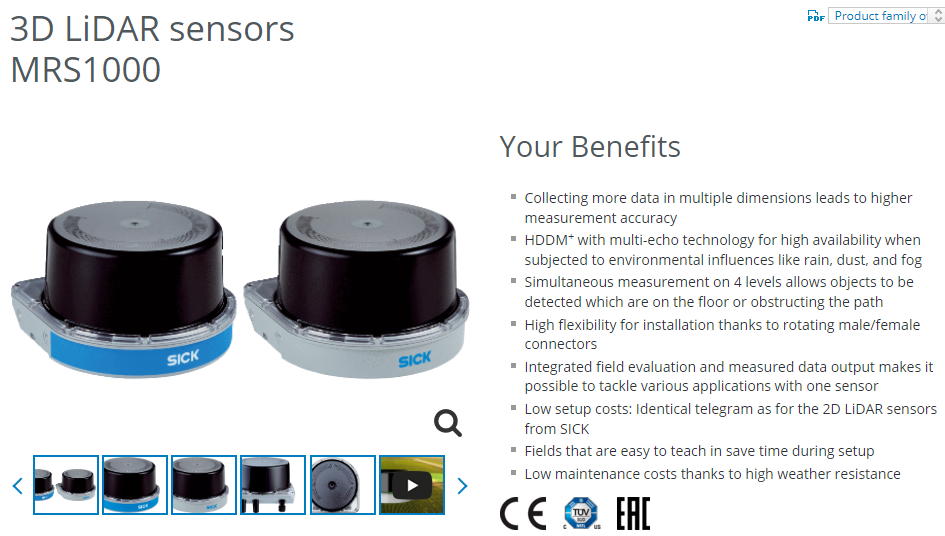 3D LiDAR sensors
MRS1000
PDF
Product family o
Your Benefits
Collecting more data in multiple dimensions leads to higher
measurement accuracy
HDDM⁺ with multi-echo technology for high availability when
subjected to environmental influences like rain, dust, and fog
Simultaneous measurement on 4 levels allows objects to be
detected which are on the floor or obstructing the path
High flexibility for installation thanks to rotating male/female
connectors
Integrated field evaluation and measured data output makes it
possible to tackle various applications with one sensor
Low setup costs: Identical telegram as for the 2D LiDAR sensors
from SICK
Fields that are easy to teach in save time during setup
Low maintenance costs thanks to high weather resistance
SICK
SICK
CE
TÜV
C US
EAC